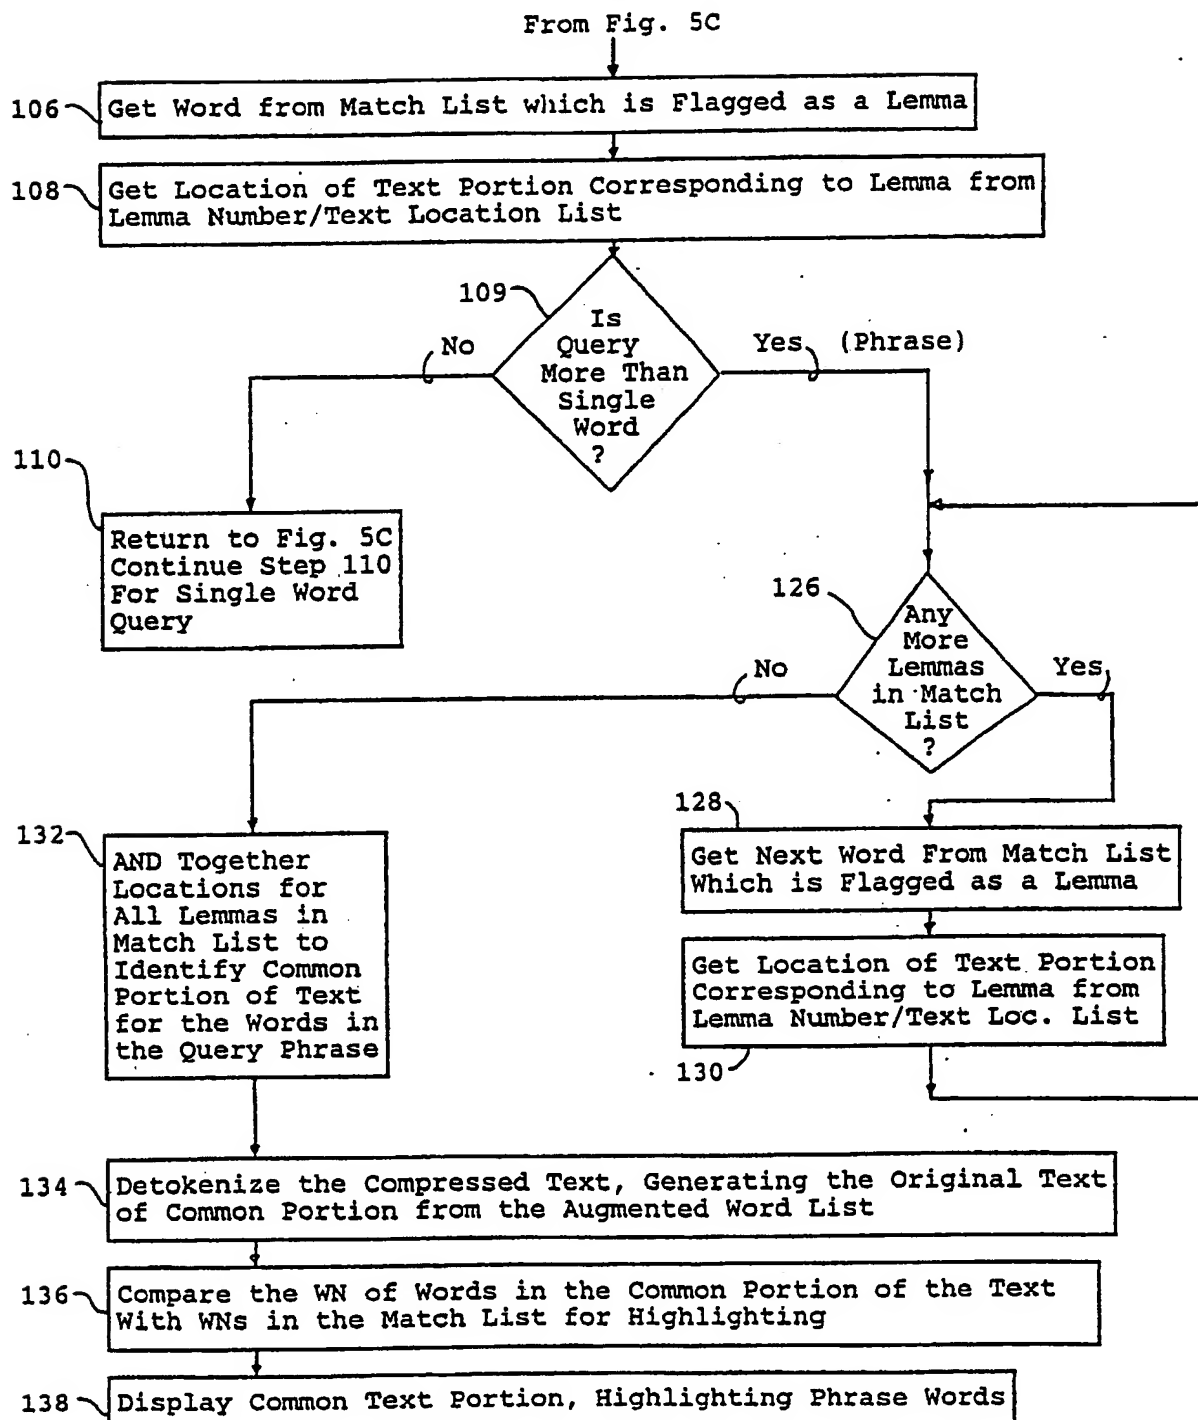 From Fig. 5C
106
Get Word from Match List which is Flagged as a Lemma
108
Get Location of Text Portion Corresponding to Lemma from
Lemma Number/Text Location List
109
Is
Query
More Than
Single
Word
?
No
Yes (Phrase)
110
Return to Fig. 5C
Continue Step 110
For Single Word
Query
126
Any
More
Lemmas
in Match
List
?
No
Yes
128
Get Next Word From Match List
Which is Flagged as a Lemma
Get Location of Text Portion
Corresponding to Lemma from
Lemma Number/Text Loc. List
130
132
AND Together
Locations for
All Lemmas in
Match List to
Identify Common
Portion of Text
for the Words in
the Query Phrase
134
Detokenize the Compressed Text, Generating the Original Text
of Common Portion from the Augmented Word List
136
Compare the WN of Words in the Common Portion of the Text
With WNs in the Match List for Highlighting
138
Display Common Text Portion, Highlighting Phrase Words